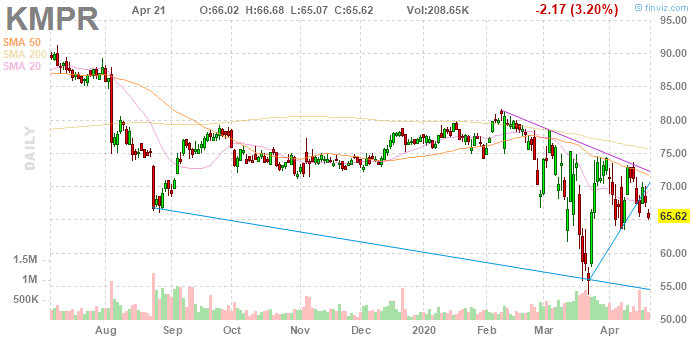 KMPR
Apr 21 O:66.02 H:66.68 L:65.07 C:65.62 Vol:208.65K -2.17 (3.20%)
© finviz.com
SMA 50
SMA 200
SMA 20
DAILY
90.00
85.00
80.00
75.00
70.00
65.62
60.00
55.00
50.00
1.5M
1M
500K
Aug Sep Oct Nov Dec 2020 Feb Mar Apr